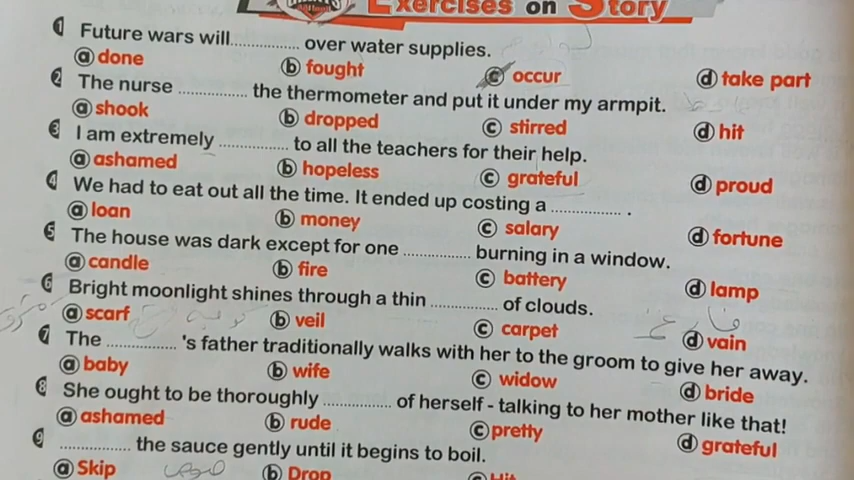 Exercises on Story
1 Future wars will............... over water supplies.
ⓐ done ⓑ fought ⓒ occur ⓓ take part
2 The nurse ............... the thermometer and put it under my armpit.
ⓐ shook ⓑ dropped ⓒ stirred ⓓ hit
3 I am extremely ............... to all the teachers for their help.
ⓐ ashamed ⓑ hopeless ⓒ grateful ⓓ proud
4 We had to eat out all the time. It ended up costing a ............... .
ⓐ loan ⓑ money ⓒ salary ⓓ fortune
5 The house was dark except for one ............... burning in a window.
ⓐ candle ⓑ fire ⓒ battery ⓓ lamp
6 Bright moonlight shines through a thin ............... of clouds.
ⓐ scarf ⓑ veil ⓒ carpet ⓓ vain
7 The ............... 's father traditionally walks with her to the groom to give her away.
ⓐ baby ⓑ wife ⓒ widow ⓓ bride
8 She ought to be thoroughly ............... of herself - talking to her mother like that!
ⓐ ashamed ⓑ rude ⓒ pretty ⓓ grateful
9 ............... the sauce gently until it begins to boil.
ⓐ Skip ⓑ Drop ⓒ Hit